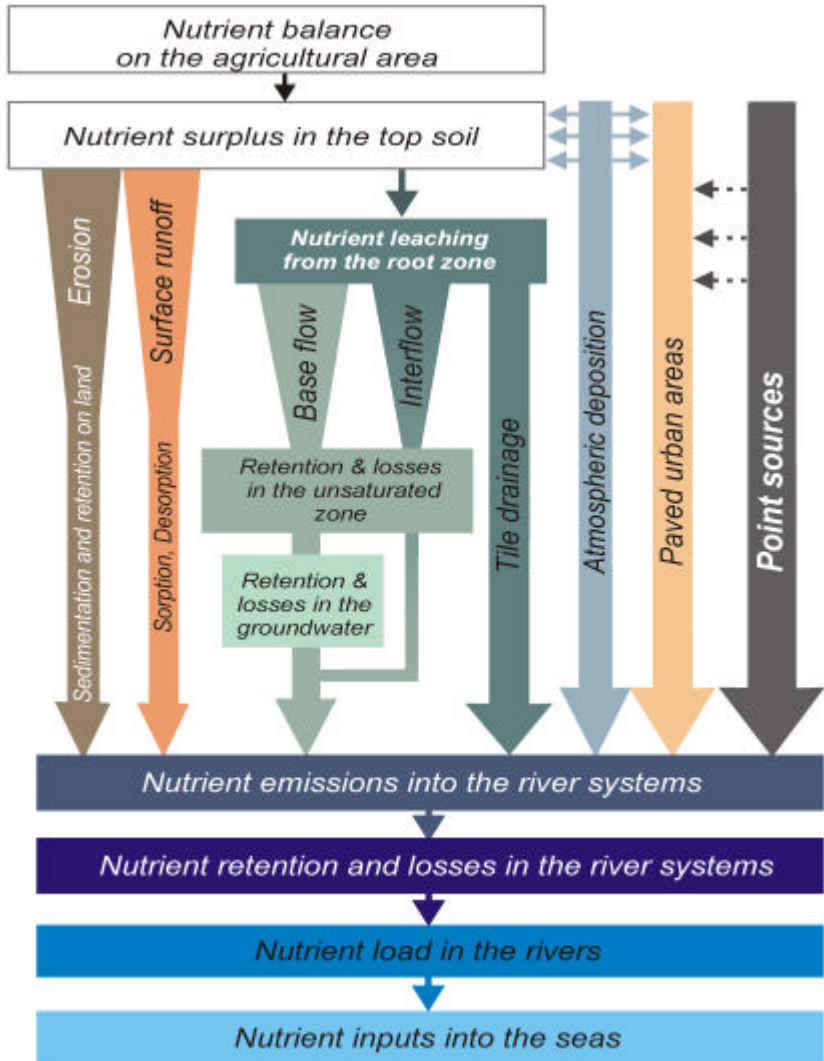 Nutrient balance
on the agricultural area
Nutrient surplus in the top soil
Erosion
Sedimentation and retention on land
Surface runoff
Sorption, Desorption
Nutrient leaching
from the root zone
Base flow
Interflow
Retention & losses
in the unsaturated
zone
Retention &
losses in the
groundwater
Tile drainage
Atmospheric deposition
Paved urban areas
Point sources
Nutrient emissions into the river systems
Nutrient retention and losses in the river systems
Nutrient load in the rivers
Nutrient inputs into the seas